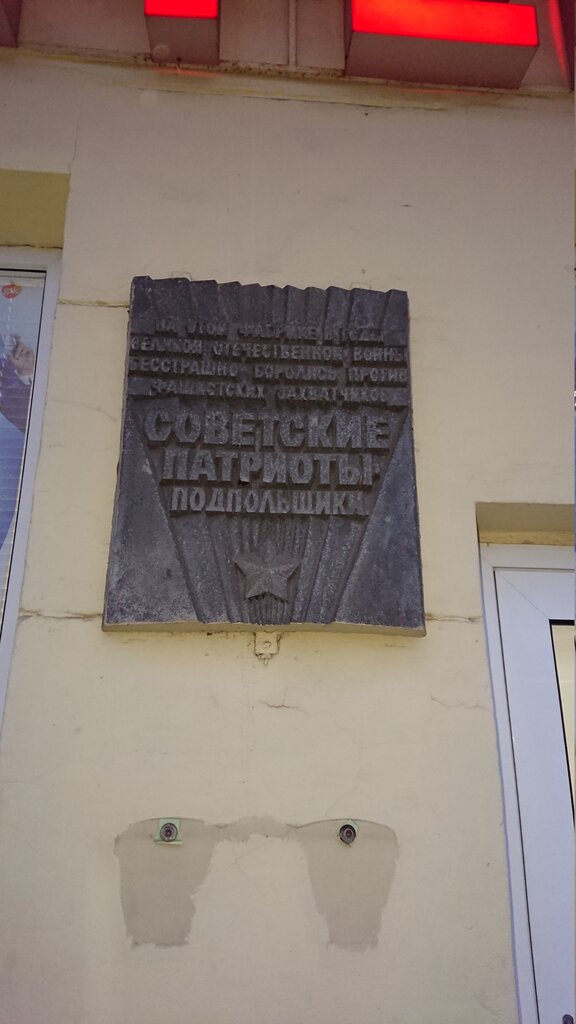 НА ЭТОЙ ФАБРИКЕ В ГОДЫ
ВЕЛИКОЙ ОТЕЧЕСТВЕННОЙ ВОЙНЫ
БЕССТРАШНО БОРОЛИСЬ ПРОТИВ
ФАШИСТСКИХ ЗАХВАТЧИКОВ
СОВЕТСКИЕ
ПАТРИОТЫ
ПОДПОЛЬЩИКИ.